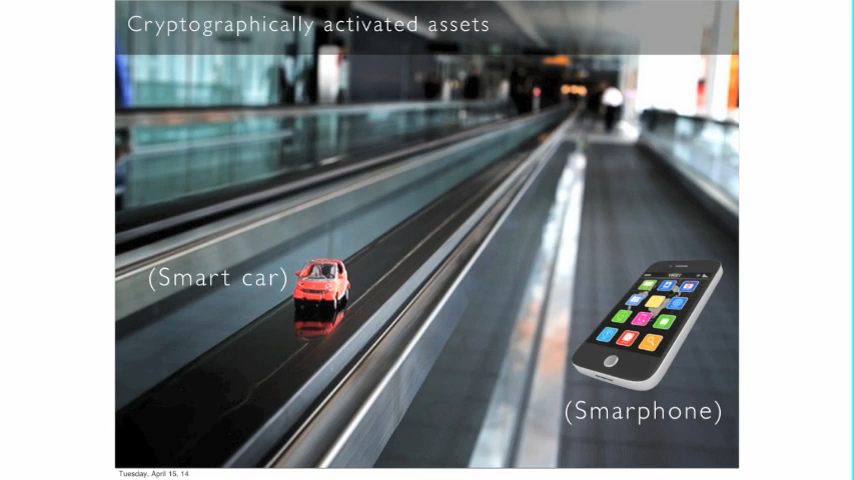 Cryptographically activated assets
(Smart car)
(Smarphone)
Tuesday, April 15, 14